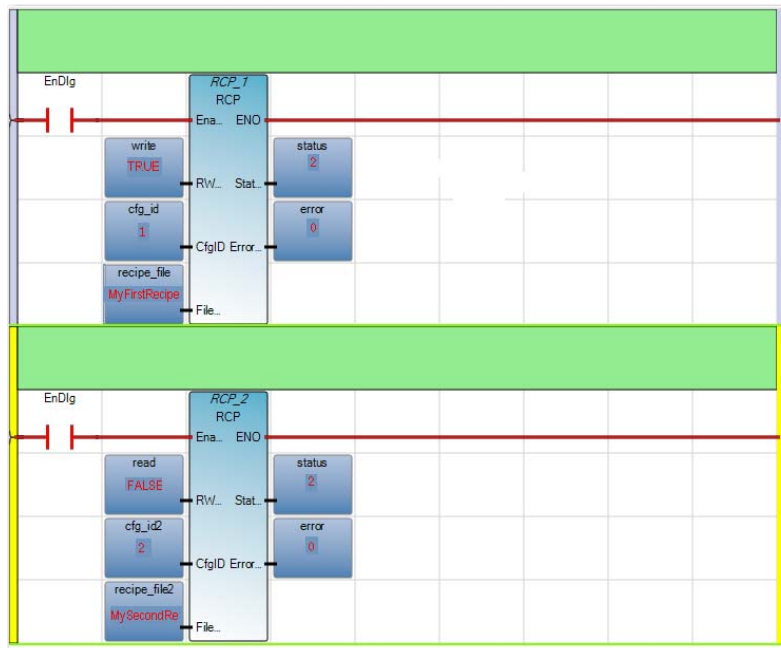 EnDlg
RCP_1
RCP
Ena... ENO
write
TRUE
status
2
RW... Stat...
cfg_id
1
error
0
CfgID Error...
recipe_file
MyFirstRecipe
File...
EnDlg
RCP_2
RCP
Ena... ENO
read
FALSE
status
2
RW... Stat...
cfg_id2
2
error
0
CfgID Error...
recipe_file2
MySecondRe
File...